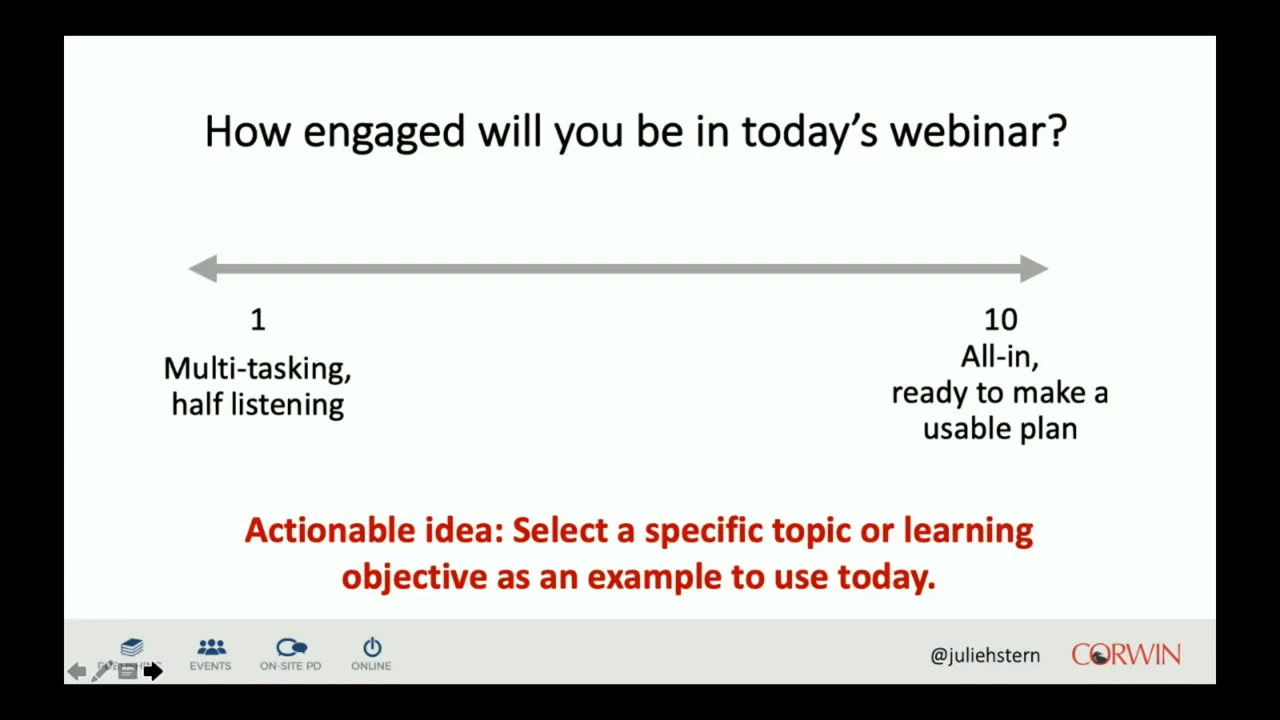 How engaged will you be in today’s webinar?
1
Multi-tasking,
half listening
10
All-in,
ready to make a
usable plan
Actionable idea: Select a specific topic or learning
objective as an example to use today.
EVENTS
ON-SITE PD
ONLINE
@juliehstern
CORWIN